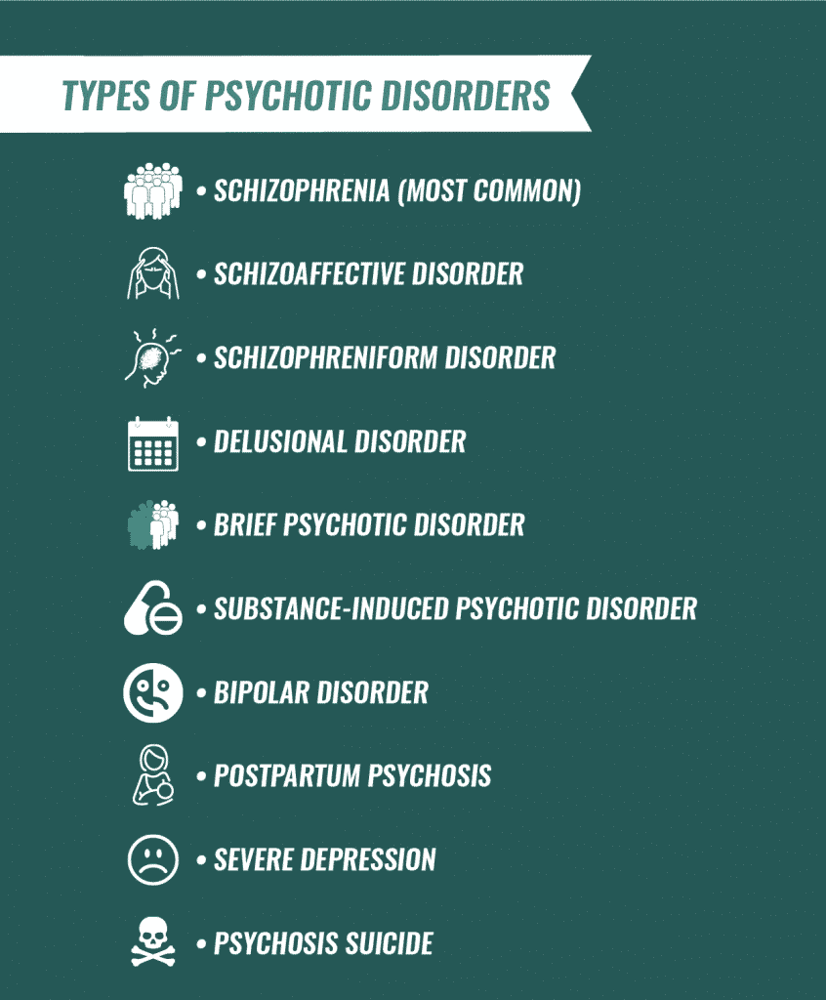 TYPES OF PSYCHOTIC DISORDERS
• SCHIZOPHRENIA (MOST COMMON)
• SCHIZOAFFECTIVE DISORDER
• SCHIZOPHRENIFORM DISORDER
• DELUSIONAL DISORDER
• BRIEF PSYCHOTIC DISORDER
• SUBSTANCE-INDUCED PSYCHOTIC DISORDER
• BIPOLAR DISORDER
• POSTPARTUM PSYCHOSIS
• SEVERE DEPRESSION
• PSYCHOSIS SUICIDE